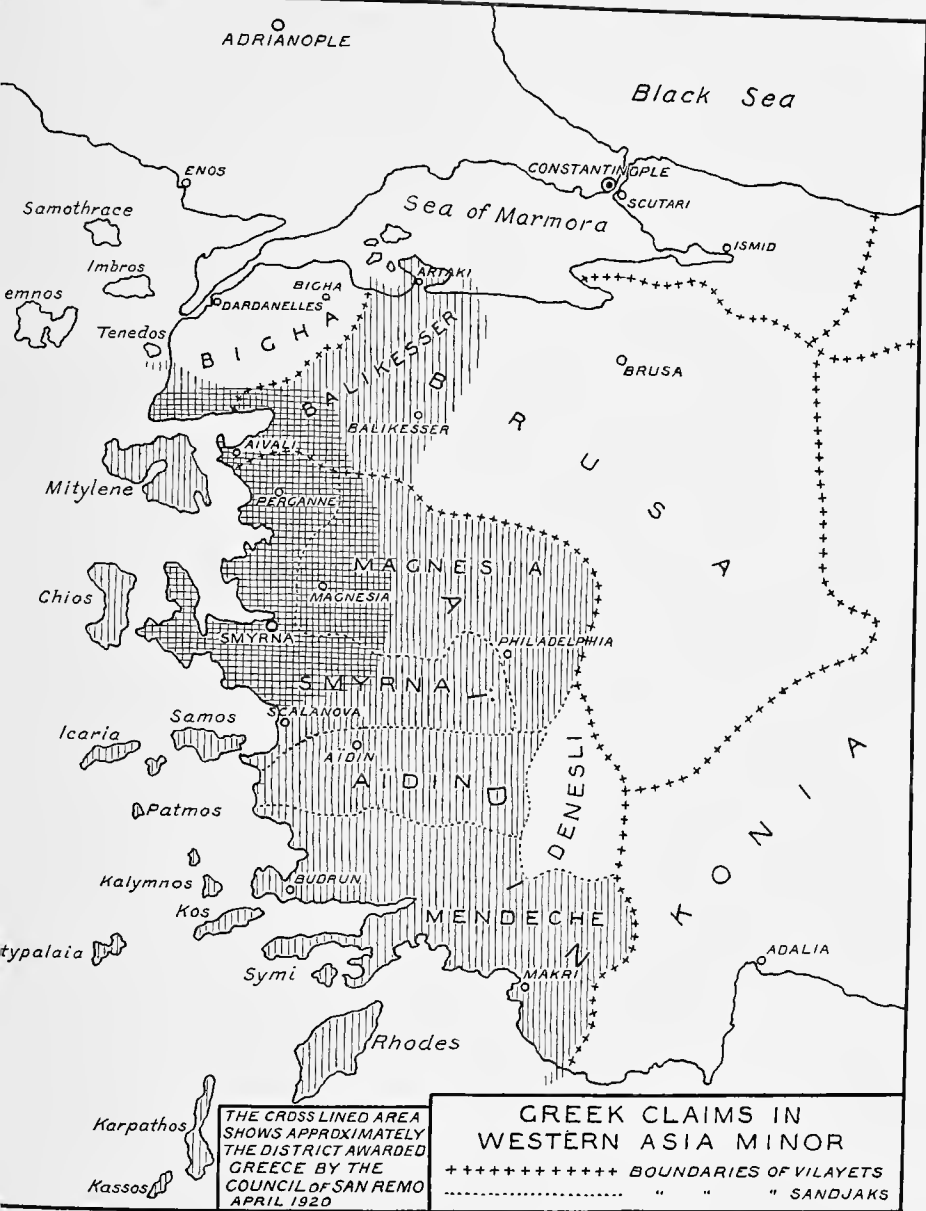 ADRIANOPLE
Black Sea
ENOS
CONSTANTINOPLE
SCUTARI
Samothrace
Sea of Marmora
ISMID
Imbros
ARTAKI
BIGHA
emnos
DARDANELLES
Tenedos
BIGHA
BALIKESSER
BRUSA
BALIKESSER
BRUSA
AIVALI
Mitylene
PERGANNE
MAGNESIA
Chios
MAGNESIA
SMYRNA
PHILADELPHIA
SMYRNA
SCALANOVA
Samos
Icaria
AIDIN
AÏDIN
DENESLI
Patmos
KONIA
AIDIN
Kalymnos
BUDRUN
Kos
MENDECHE
typalaia
ADALIA
Symi
MAKRI
Rhodes
Karpathos
Kassos
THE CROSS LINED AREA
SHOWS APPROXIMATELY
THE DISTRICT AWARDED
GREECE BY THE
COUNCIL OF SAN REMO
APRIL 1920
GREEK CLAIMS IN
WESTERN ASIA MINOR
++++++++++++ BOUNDARIES OF VILAYETS
........................ " " " SANDJAKS